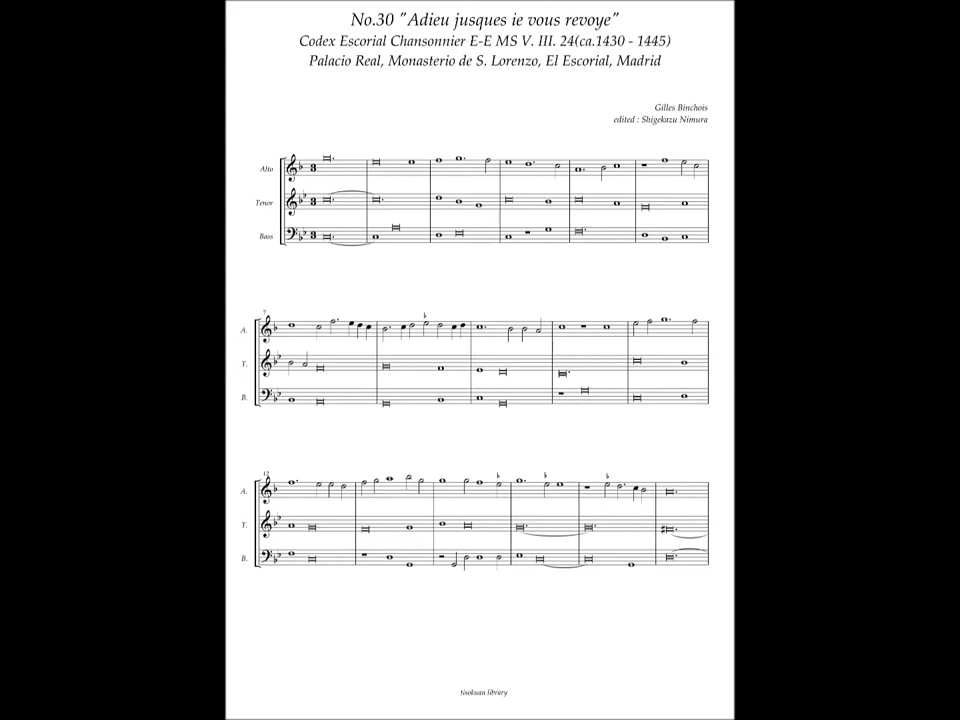 No.30 "Adieu jusques ie vous revoye"
Codex Escorial Chansonnier E-E MS V. III. 24(ca.1430 - 1445)
Palacio Real, Monasterio de S. Lorenzo, El Escorial, Madrid
Gilles Binchois
edited : Shigekazu Nimura
Alto
Tenor
Bass
7
A.
T.
B.
12
A.
T.
B.
tisokuan library